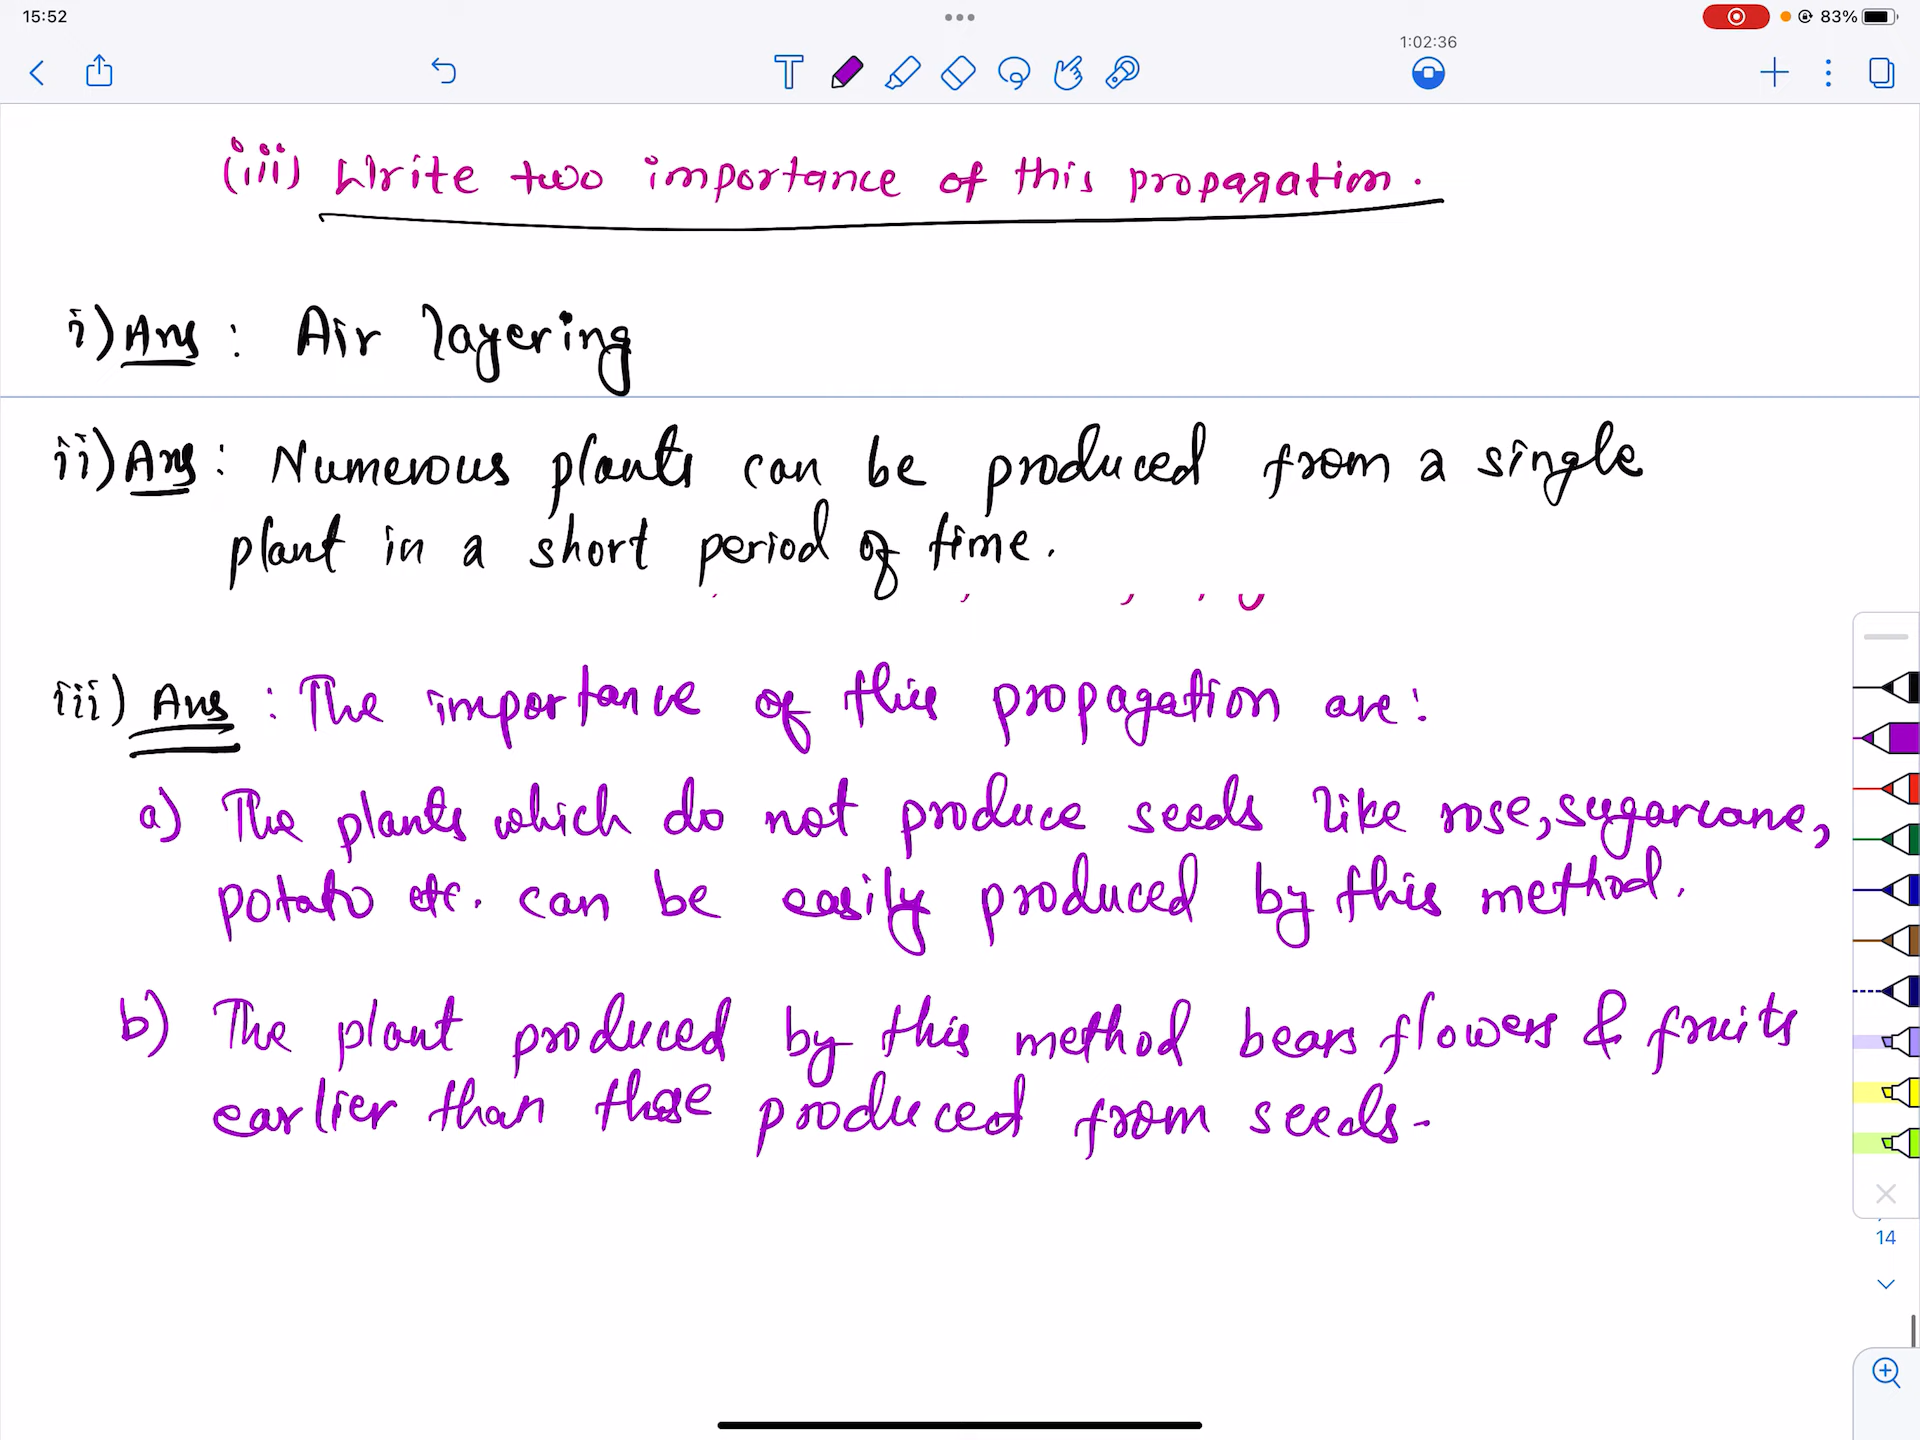 15:52
83%
1:02:36
(iii) Write two importance of this propagation.
i) Ans : Air layering
ii) Ans : Numerous plants can be produced from a single
plant in a short period of time.
iii) Ans : The importance of this propagation are:
a) The plants which do not produce seeds like rose, sugarcane,
potato etc. can be easily produced by this method.
b) The plant produced by this method bears flowers & fruits
earlier than those produced from seeds.
14